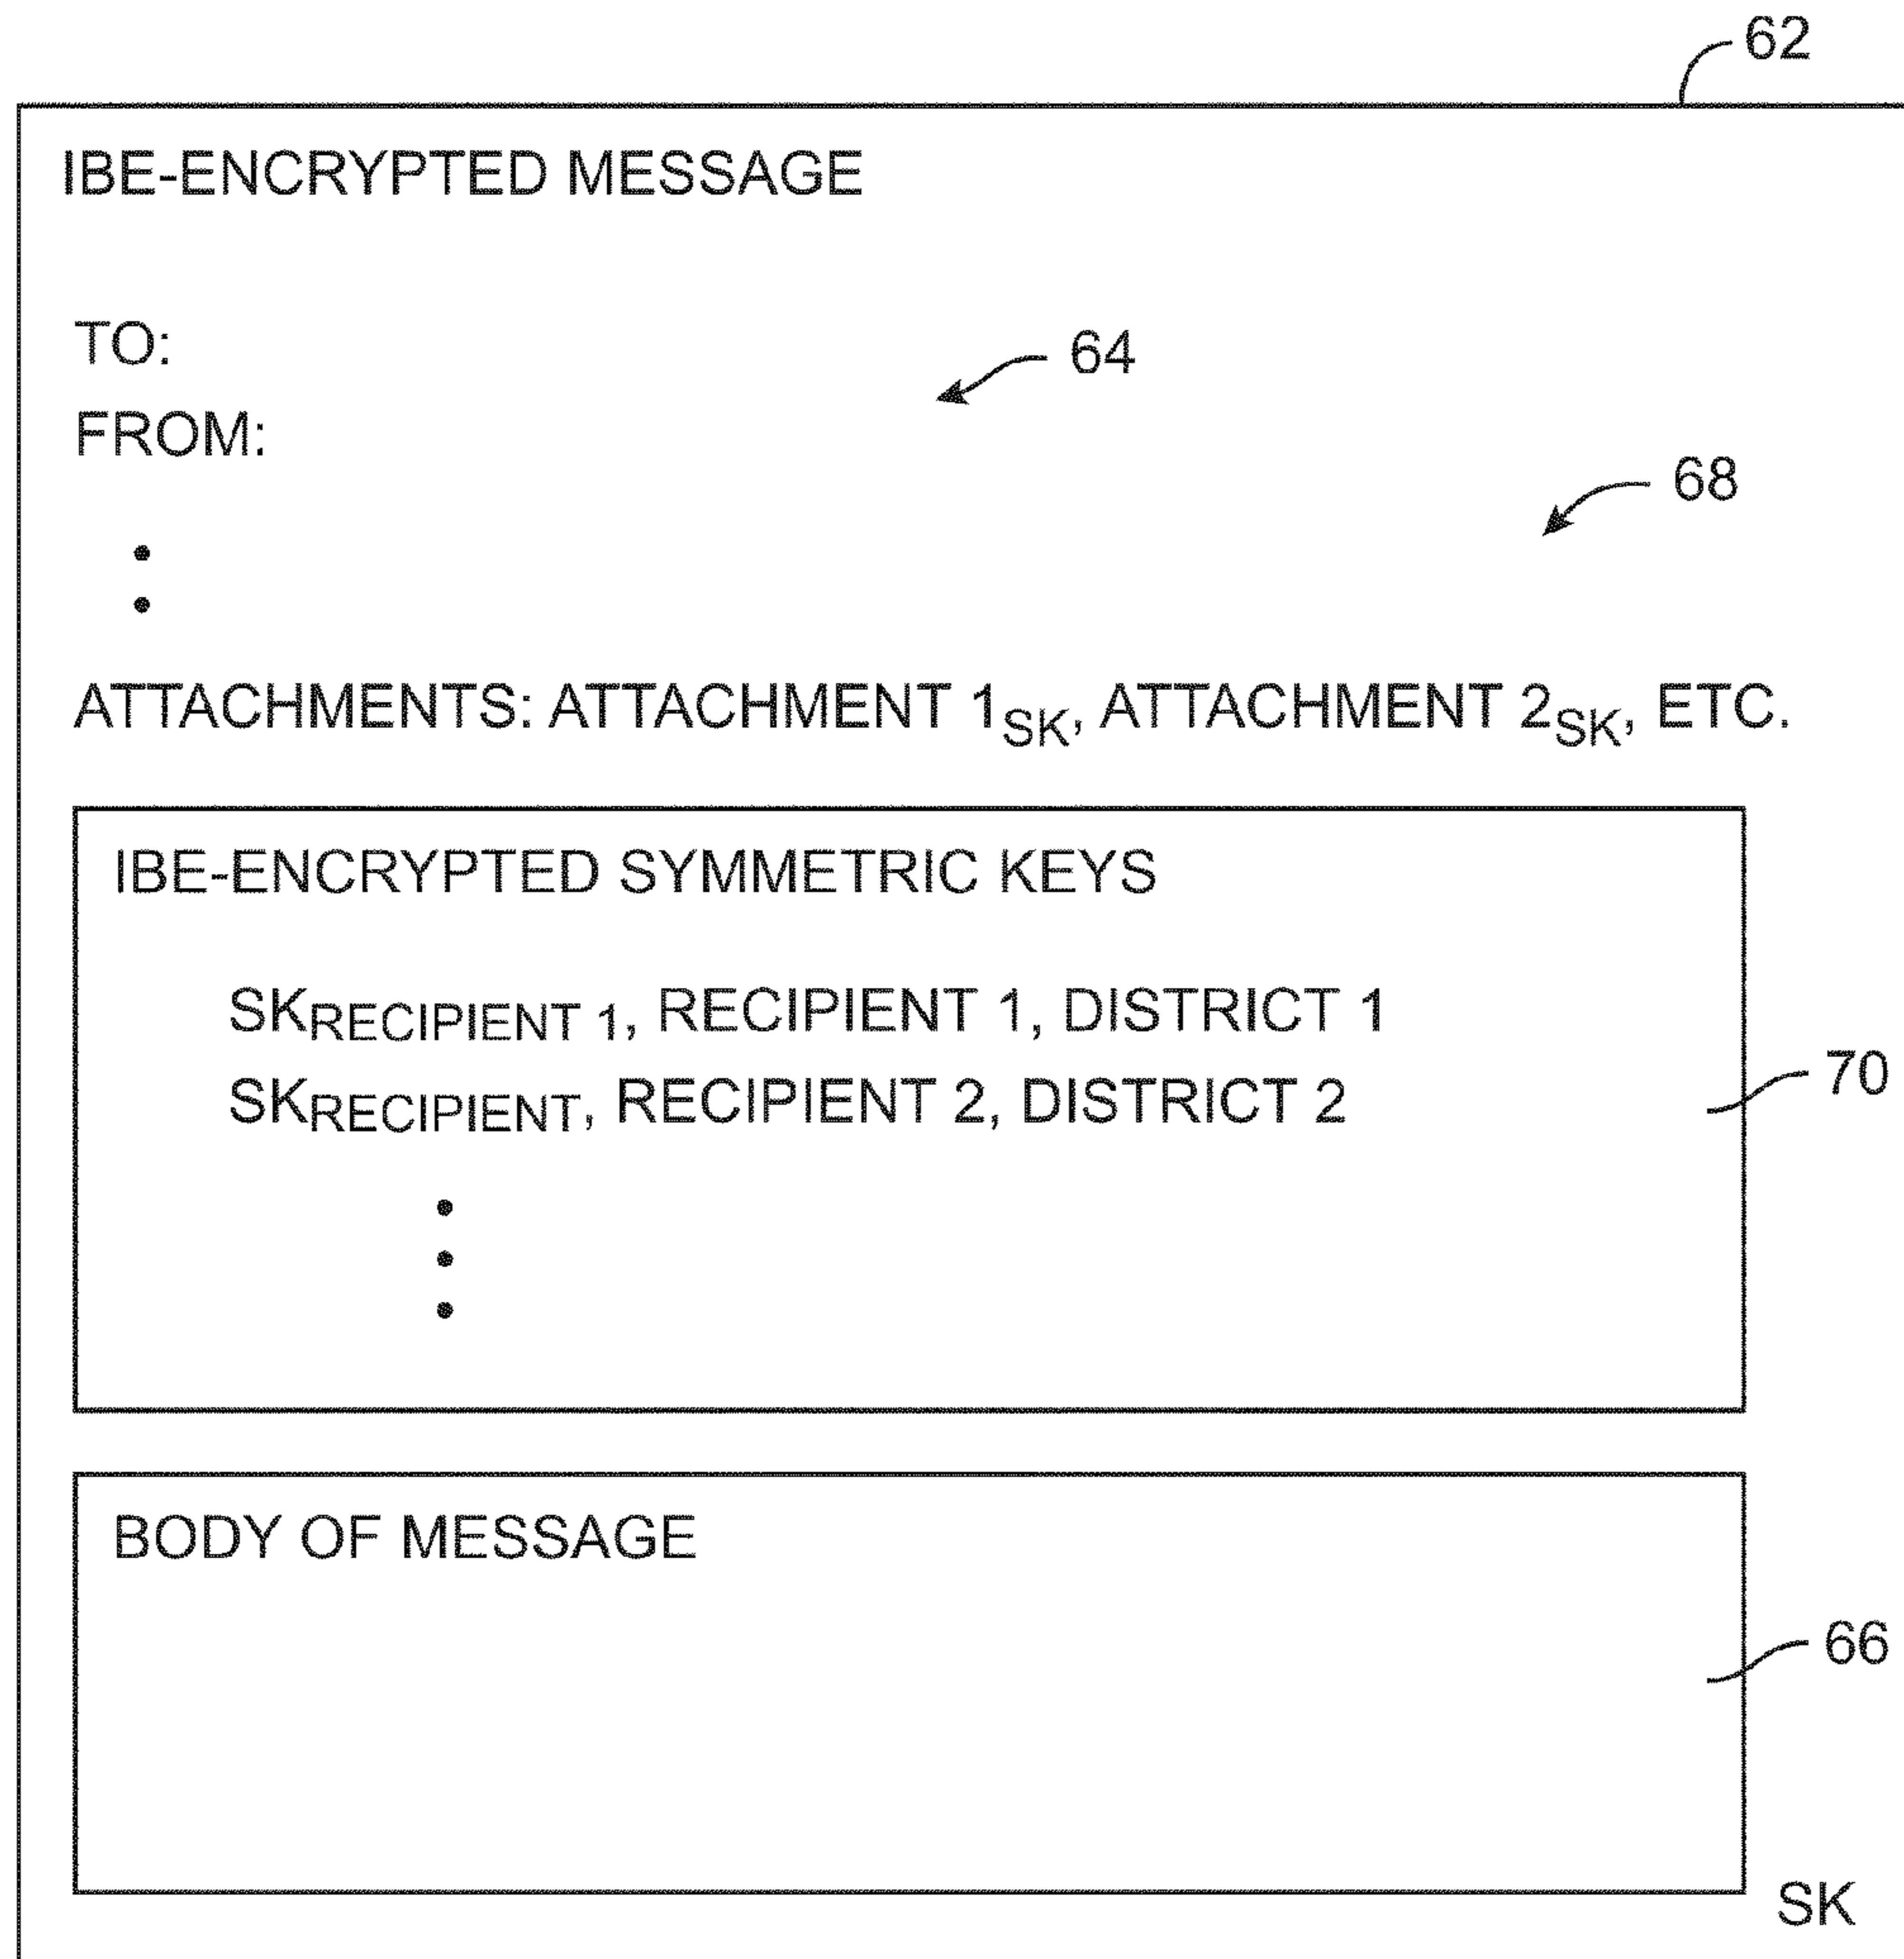 62
IBE-ENCRYPTED MESSAGE
TO:
64
FROM:
68
ATTACHMENTS: ATTACHMENT 1SK, ATTACHMENT 2SK, ETC.
IBE-ENCRYPTED SYMMETRIC KEYS
SKRECIPIENT 1, RECIPIENT 1, DISTRICT 1
SKRECIPIENT, RECIPIENT 2, DISTRICT 2
70
BODY OF MESSAGE
66
SK